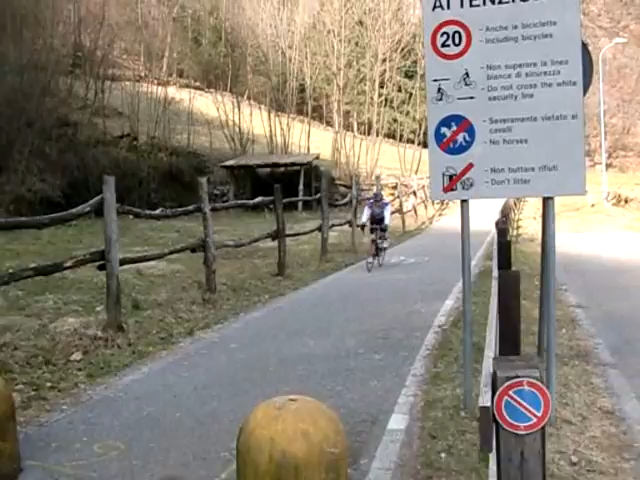 ATTENZIONE
20
- Anche le biciclette
- Including bicycles
- Non superare la linea
bianca di sicurezza
- Do not cross the white
security line
- Severamente vietato ai
cavalli
- No horses
- Non buttare rifiuti
- Don't litter